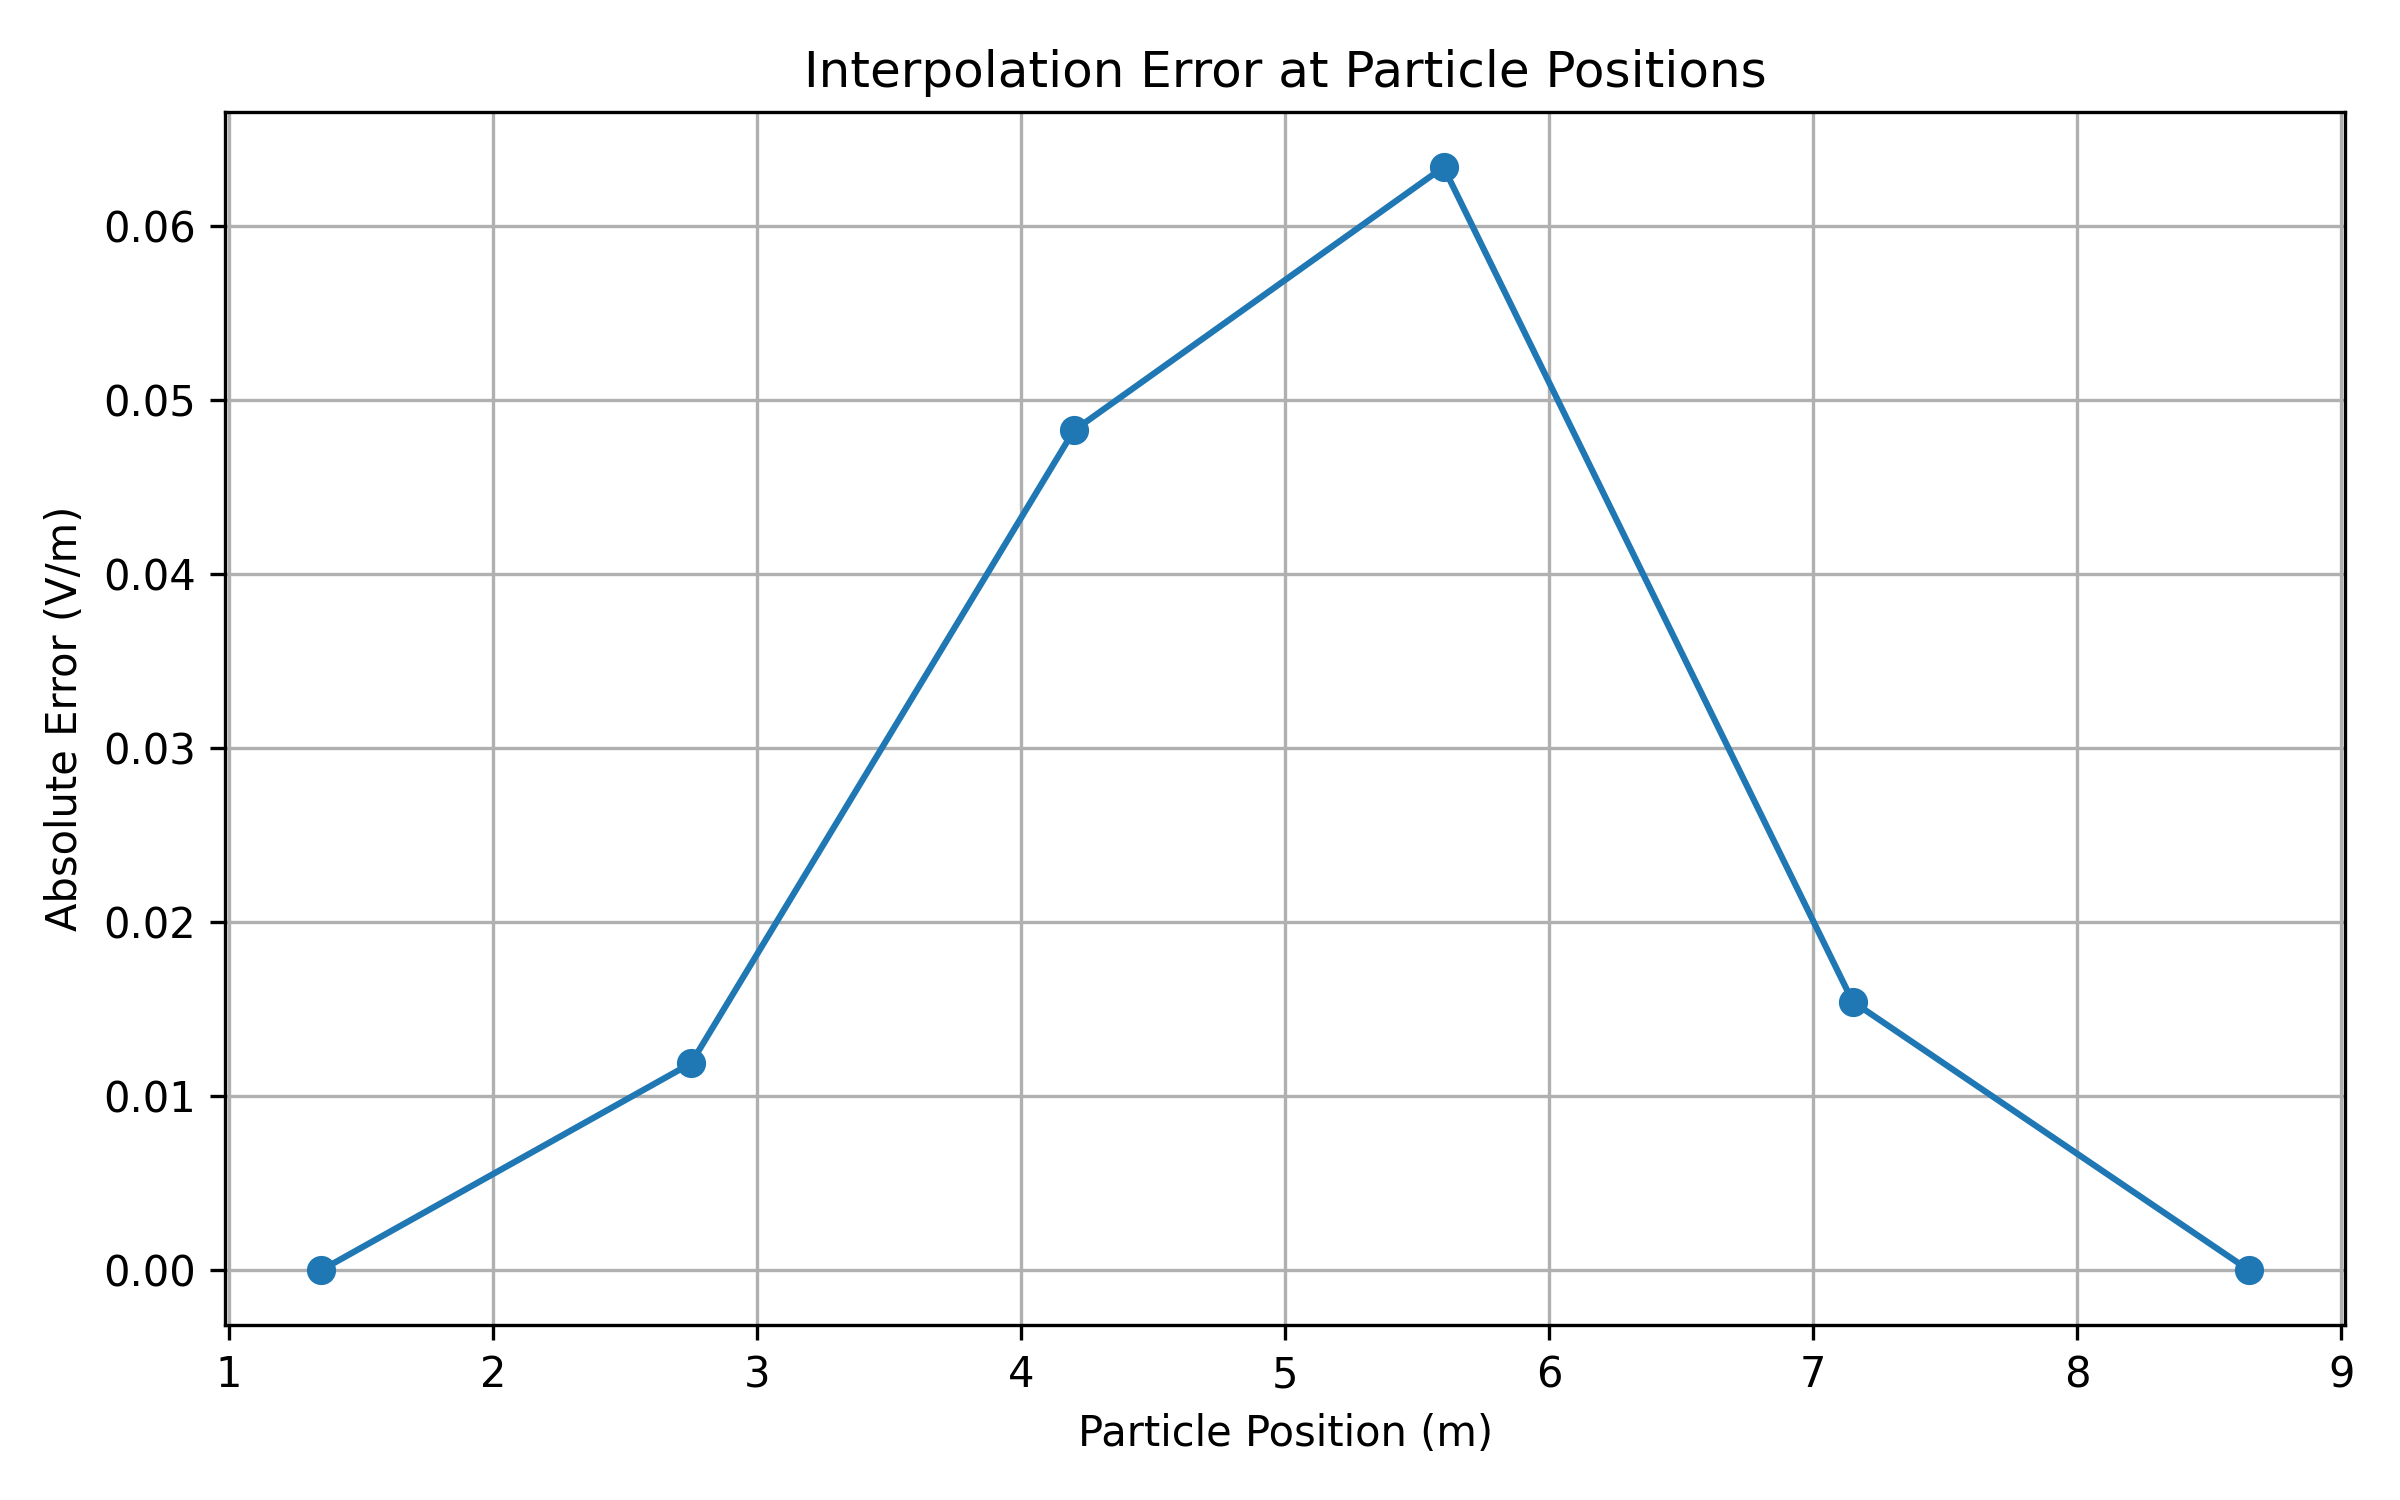 Interpolation Error at Particle Positions
Absolute Error (V/m)
0.06
0.05
0.04
0.03
0.02
0.01
0.00
1 2 3 4 5 6 7 8 9
Particle Position (m)